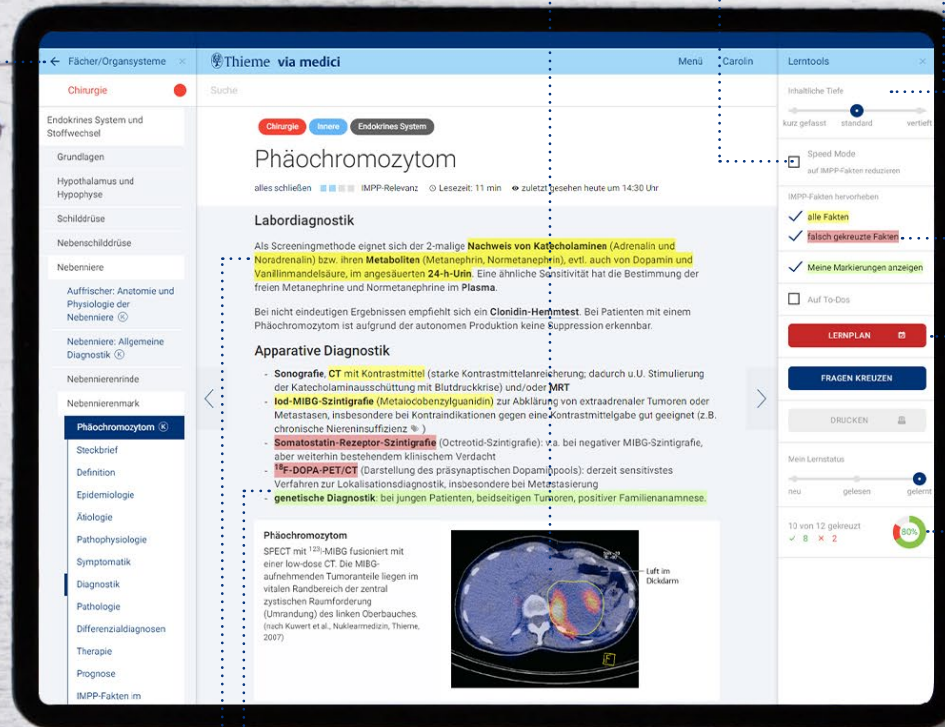 ← Fächer/Organsysteme ×
Chirurgie
Endokrines System und
Stoffwechsel
Grundlagen
Hypothalamus und
Hypophyse
Schilddrüse
Nebenschilddrüse
Nebenniere
Auffrischer: Anatomie und
Physiologie der
Nebenniere Ⓚ
Nebenniere: Allgemeine
Diagnostik Ⓚ
Nebennierenrinde
Nebennierenmark
Phäochromozytom Ⓚ
Steckbrief
Definition
Epidemiologie
Ätiologie
Pathophysiologie
Symptomatik
Diagnostik
Pathologie
Differenzialdiagnosen
Therapie
Prognose
IMPP-Fakten im
Thieme via medici
Menü Carolin
Suche
Chirurgie Innere Endokrines System
Phäochromozytom
alles schließen IMPP-Relevanz Lesezeit: 11 min zuletzt gesehen heute um 14:30 Uhr
Labordiagnostik
Als Screeningmethode eignet sich der 2-malige Nachweis von Katecholaminen (Adrenalin und
Noradrenalin) bzw. ihren Metaboliten (Metanephrin, Normetanephrin), evtl. auch von Dopamin und
Vanillinmandelsäure, im angesäuerten 24-h-Urin. Eine ähnliche Sensitivität hat die Bestimmung der
freien Metanephrine und Normetanephrine im Plasma.
Bei nicht eindeutigen Ergebnissen empfiehlt sich ein Clonidin-Hemmtest. Bei Patienten mit einem
Phäochromozytom ist aufgrund der autonomen Produktion keine Suppression erkennbar.
Apparative Diagnostik
- Sonografie, CT mit Kontrastmittel (starke Kontrastmittelanreicherung; dadurch u.U. Stimulierung
der Katecholaminausschüttung mit Blutdruckkrise) und/oder MRT
- Iod-MIBG-Szintigrafie (Metaiodobenzylguanidin) zur Abklärung von extraadrenaler Tumoren oder
Metastasen, insbesondere bei Kontraindikationen gegen eine Kontrastmittelgabe gut geeignet (z.B.
chronische Niereninsuffizienz )
- Somatostatin-Rezeptor-Szintigrafie (Octreotid-Szintigrafie): v.a. bei negativer MIBG-Szintigrafie,
aber weiterhin bestehendem klinischem Verdacht
- ¹⁸F-DOPA-PET/CT (Darstellung des präsynaptischen Dopaminpools): derzeit sensitivstes
Verfahren zur Lokalisationsdiagnostik, insbesondere bei Metastasierung
- genetische Diagnostik: bei jungen Patienten, beidseitigen Tumoren, positiver Familienanamnese.
Phäochromozytom
SPECT mit ¹²³I-MIBG fusioniert mit
einer low-dose CT. Die MIBG-
aufnehmenden Tumoranteile liegen im
vitalen Randbereich der zentral
zystischen Raumforderung
(Umrandung) des linken Oberbauches.
(nach Kuwert et al., Nuklearmedizin, Thieme,
2007)
Luft im
Dickdarm
F
Lerntools ×
Inhaltliche Tiefe
kurz gefasst standard vertieft
Speed Mode
auf IMPP-Fakten reduzieren
IMPP-Fakten hervorheben
alle Fakten
falsch gekreuzte Fakten
Meine Markierungen anzeigen
Auf To-Dos
LERNPLAN
FRAGEN KREUZEN
DRUCKEN
Mein Lernstatus
neu gelesen gelernt
10 von 12 gekreuzt
✓ 8 × 2
80%